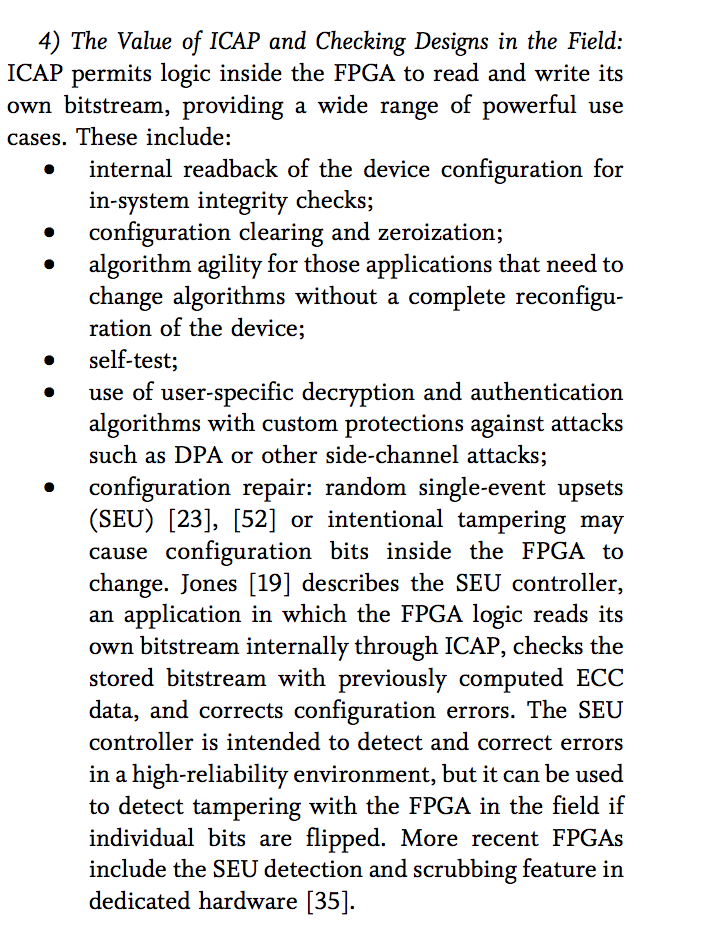 4) The Value of ICAP and Checking Designs in the Field:
ICAP permits logic inside the FPGA to read and write its
own bitstream, providing a wide range of powerful use
cases. These include:
• internal readback of the device configuration for
in-system integrity checks;
• configuration clearing and zeroization;
• algorithm agility for those applications that need to
change algorithms without a complete reconfigu-
ration of the device;
• self-test;
• use of user-specific decryption and authentication
algorithms with custom protections against attacks
such as DPA or other side-channel attacks;
• configuration repair: random single-event upsets
(SEU) [23], [52] or intentional tampering may
cause configuration bits inside the FPGA to
change. Jones [19] describes the SEU controller,
an application in which the FPGA logic reads its
own bitstream internally through ICAP, checks the
stored bitstream with previously computed ECC
data, and corrects configuration errors. The SEU
controller is intended to detect and correct errors
in a high-reliability environment, but it can be used
to detect tampering with the FPGA in the field if
individual bits are flipped. More recent FPGAs
include the SEU detection and scrubbing feature in
dedicated hardware [35].